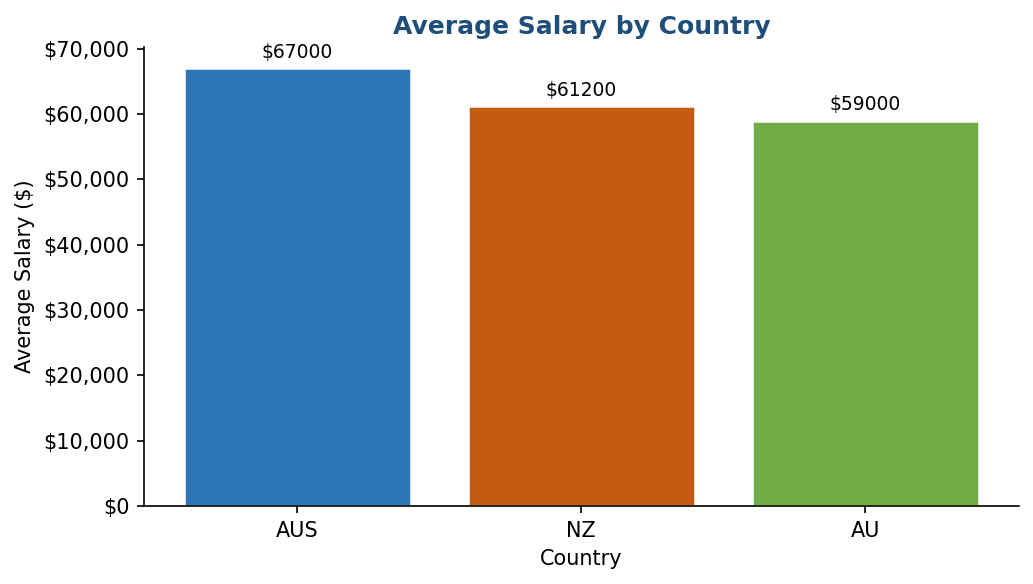 Average Salary by Country
Average Salary ($)
$70,000
$60,000
$50,000
$40,000
$30,000
$20,000
$10,000
$0
$67000
$61200
$59000
AUS
NZ
AU
Country